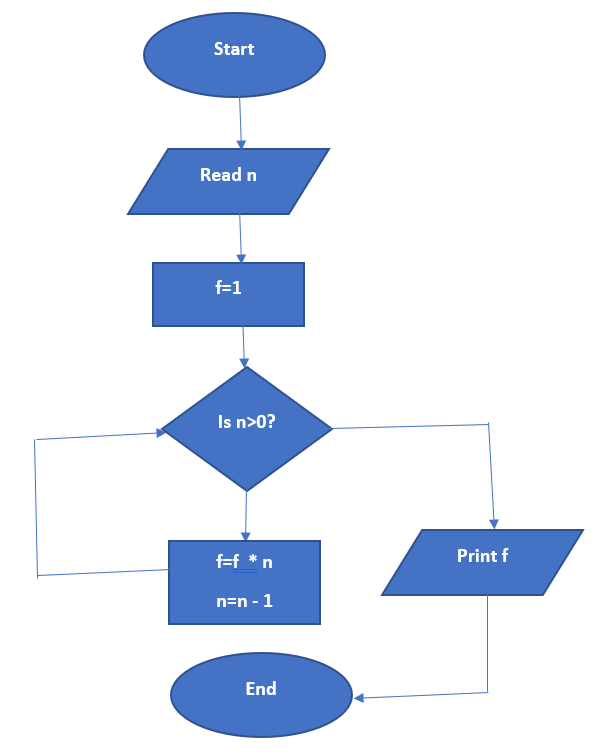 Start
Read n
f=1
Is n>0?
f=f * n
n=n - 1
Print f
End